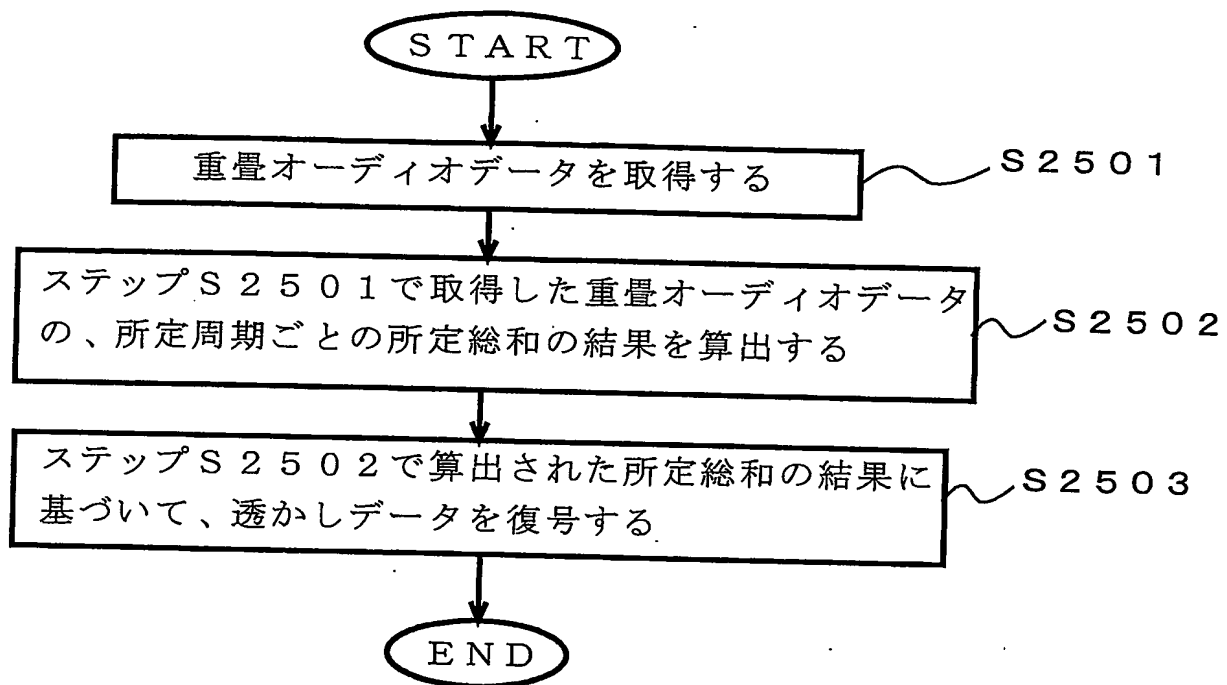 START
重畳オーディオデータを取得する
S2501
ステップS2501で取得した重畳オーディオデータ
の、所定周期ごとの所定総和の結果を算出する
S2502
ステップS2502で算出された所定総和の結果に
基づいて、透かしデータを復号する
S2503
END